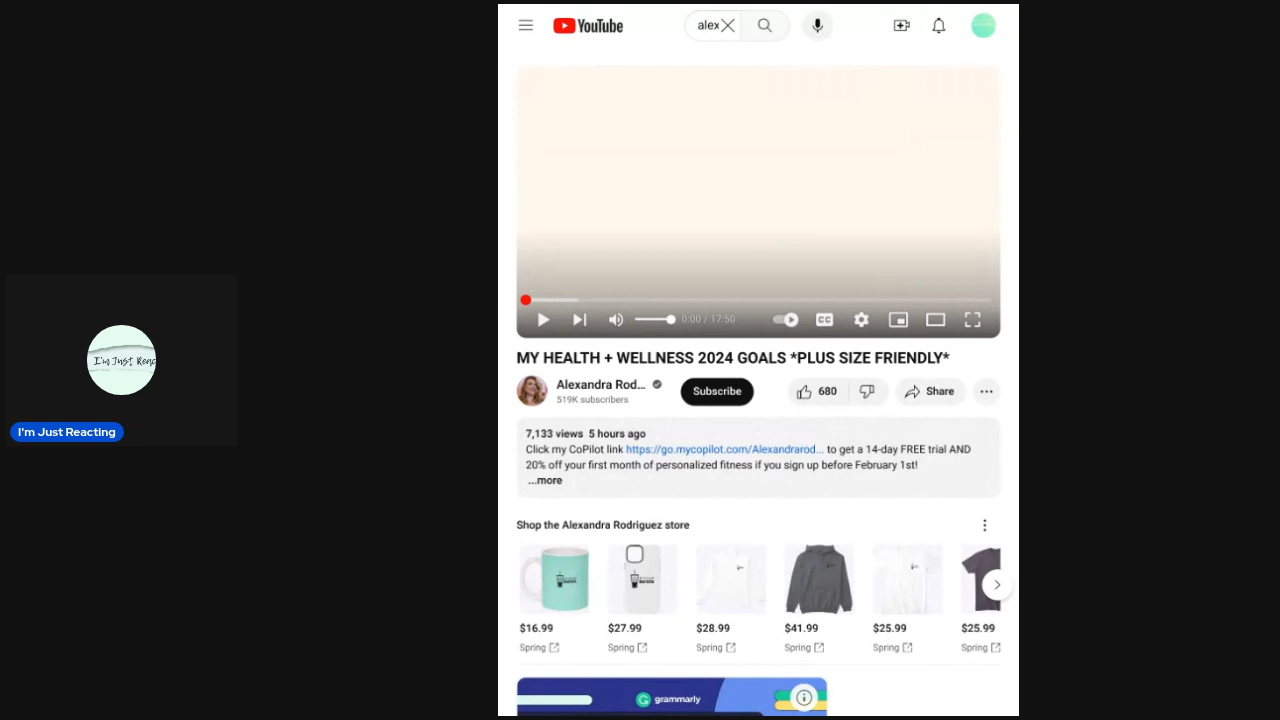 YouTube
alex
0:00 / 17:50
CC
MY HEALTH + WELLNESS 2024 GOALS *PLUS SIZE FRIENDLY*
Alexandra Rod...
519K subscribers
Subscribe
680
Share
7,133 views 5 hours ago
Click my CoPilot link https://go.mycopilot.com/Alexandrarod... to get a 14-day FREE trial AND
20% off your first month of personalized fitness if you sign up before February 1st!
...more
Shop the Alexandra Rodriguez store
$16.99 $27.99 $28.99 $41.99 $25.99 $25.99
Spring Spring Spring Spring Spring Spring
grammarly
I'm Just Reac
I'm Just Reacting